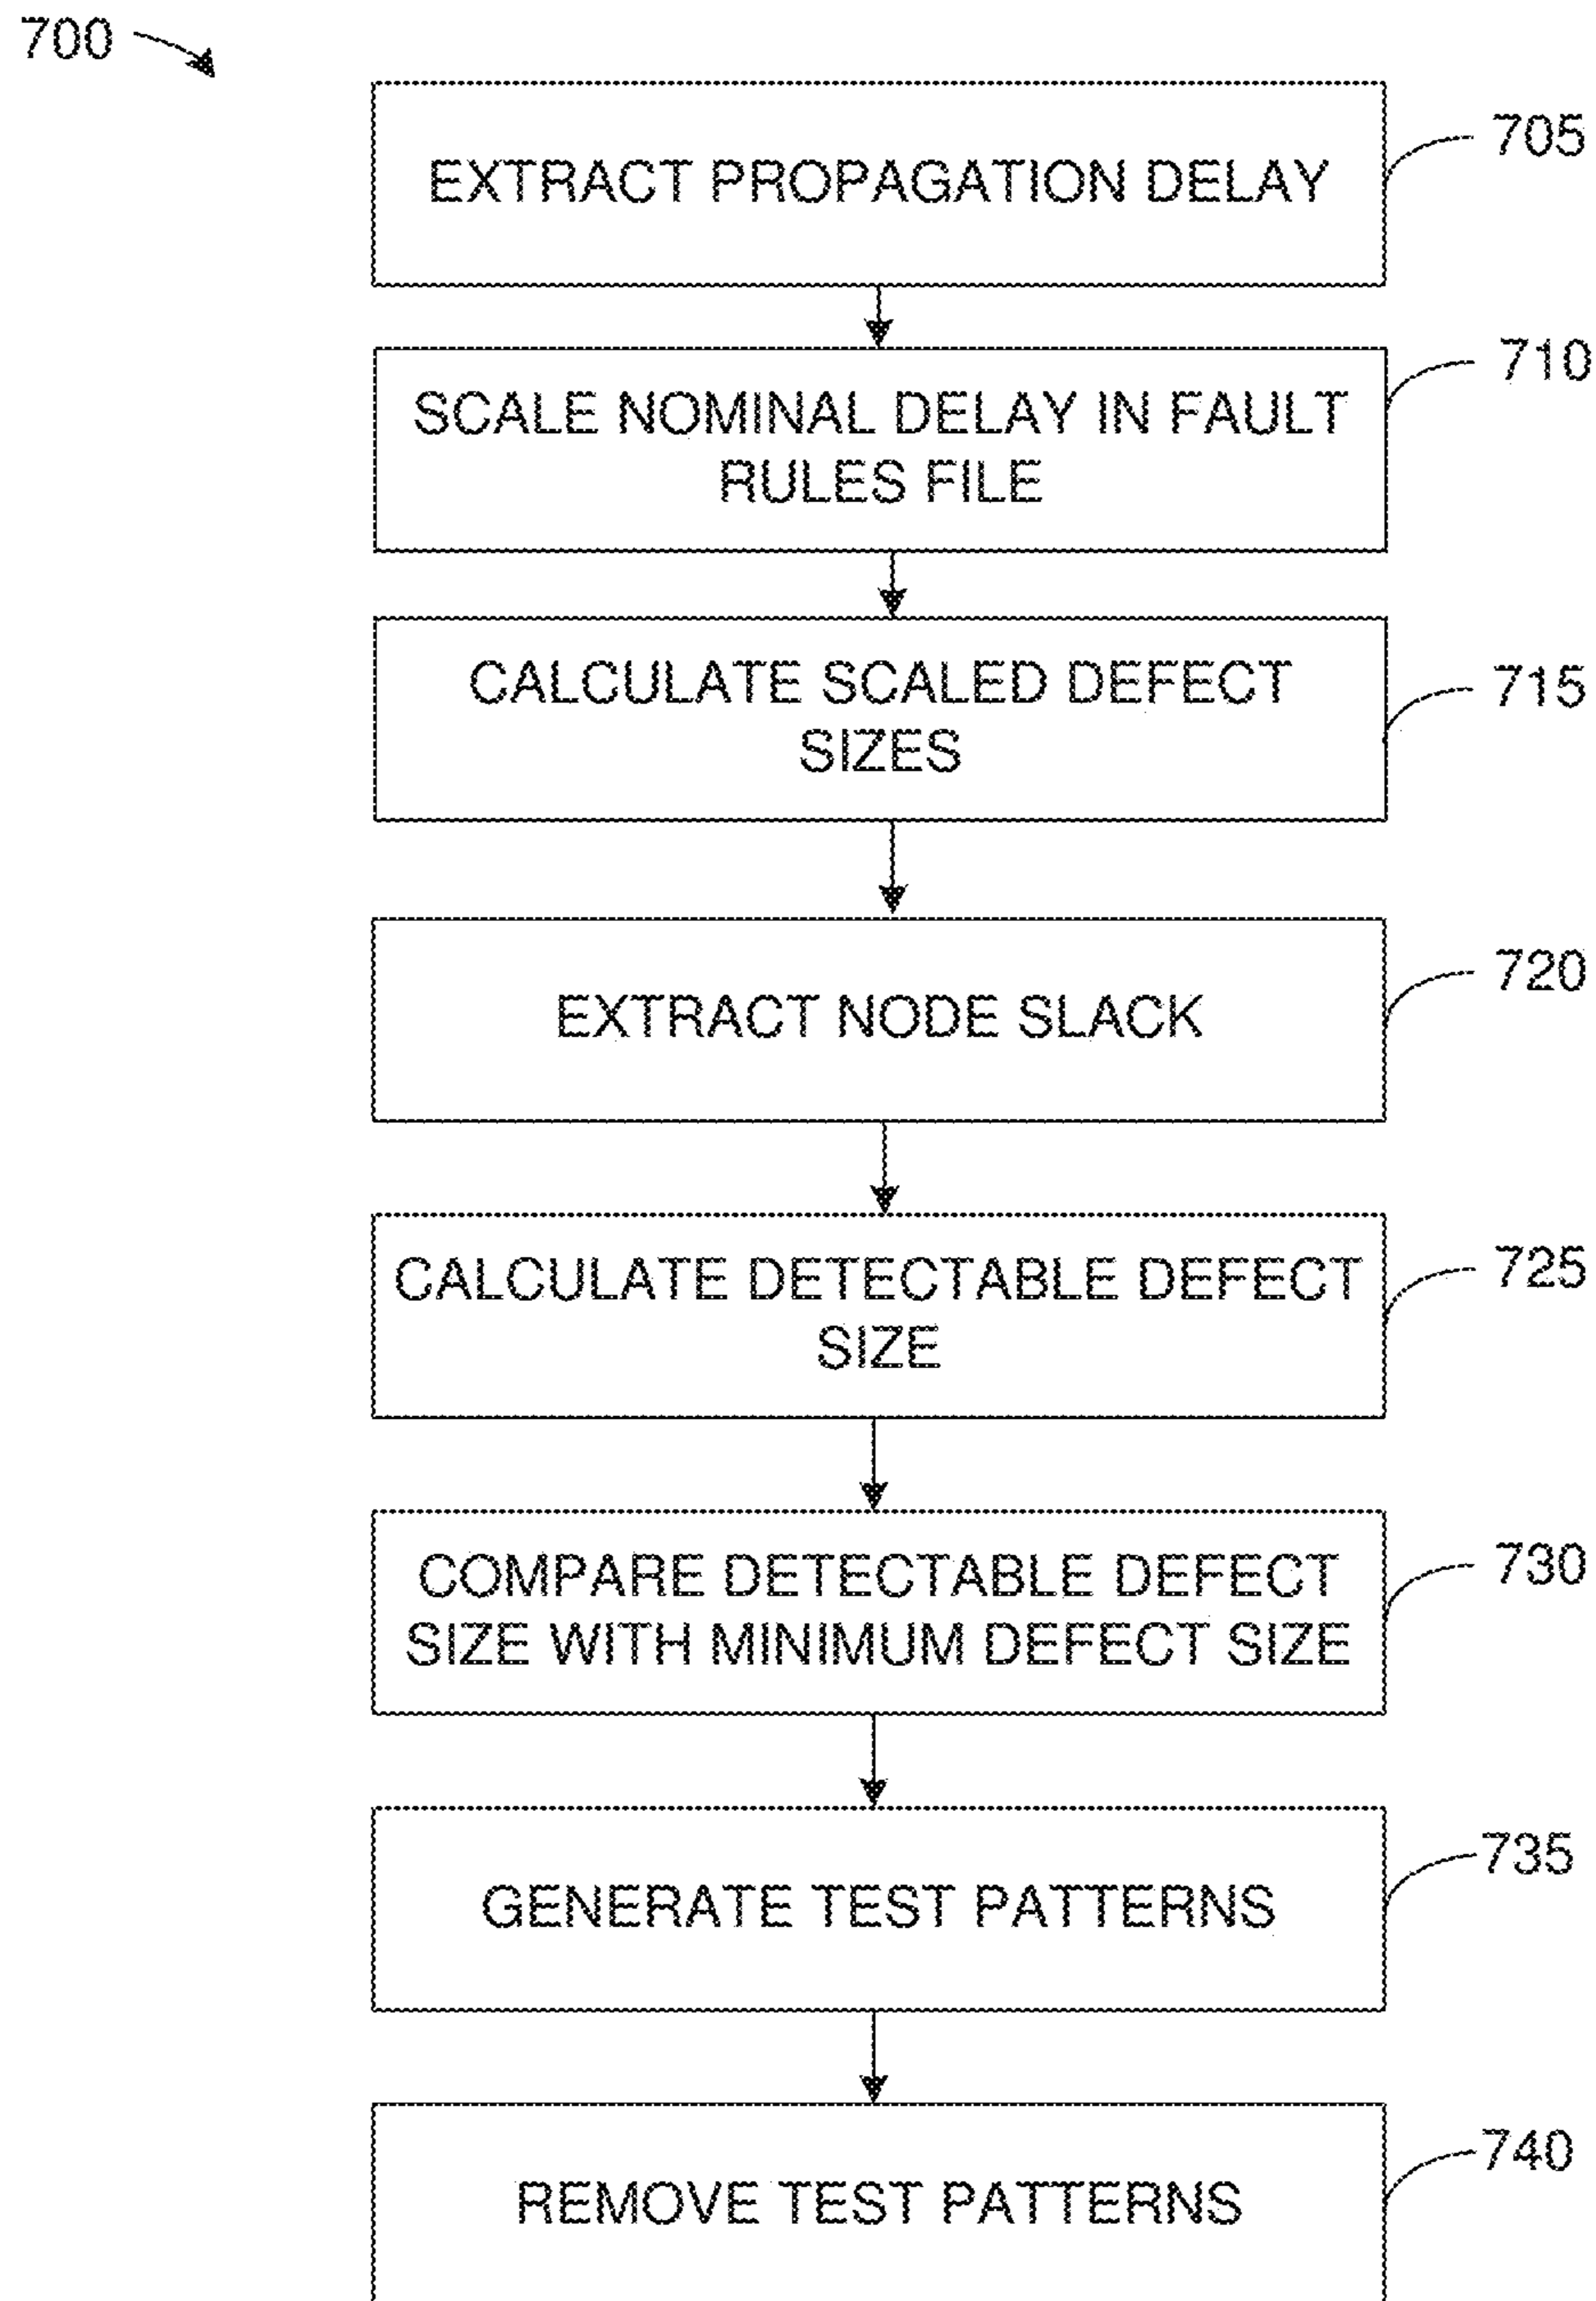 700
EXTRACT PROPAGATION DELAY
705
SCALE NOMINAL DELAY IN FAULT
RULES FILE
710
CALCULATE SCALED DEFECT
SIZES
715
EXTRACT NODE SLACK
720
CALCULATE DETECTABLE DEFECT
SIZE
725
COMPARE DETECTABLE DEFECT
SIZE WITH MINIMUM DEFECT SIZE
730
GENERATE TEST PATTERNS
735
REMOVE TEST PATTERNS
740